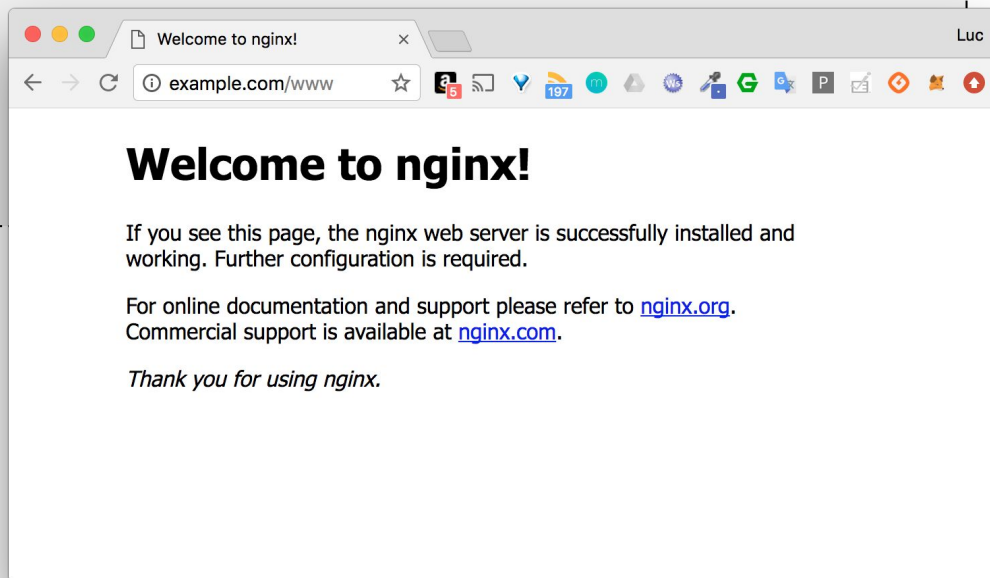 Welcome to nginx!
Luc
example.com/www
5
197
Ws
G
G
P
Welcome to nginx!
If you see this page, the nginx web server is successfully installed and
working. Further configuration is required.
For online documentation and support please refer to nginx.org.
Commercial support is available at nginx.com.
Thank you for using nginx.